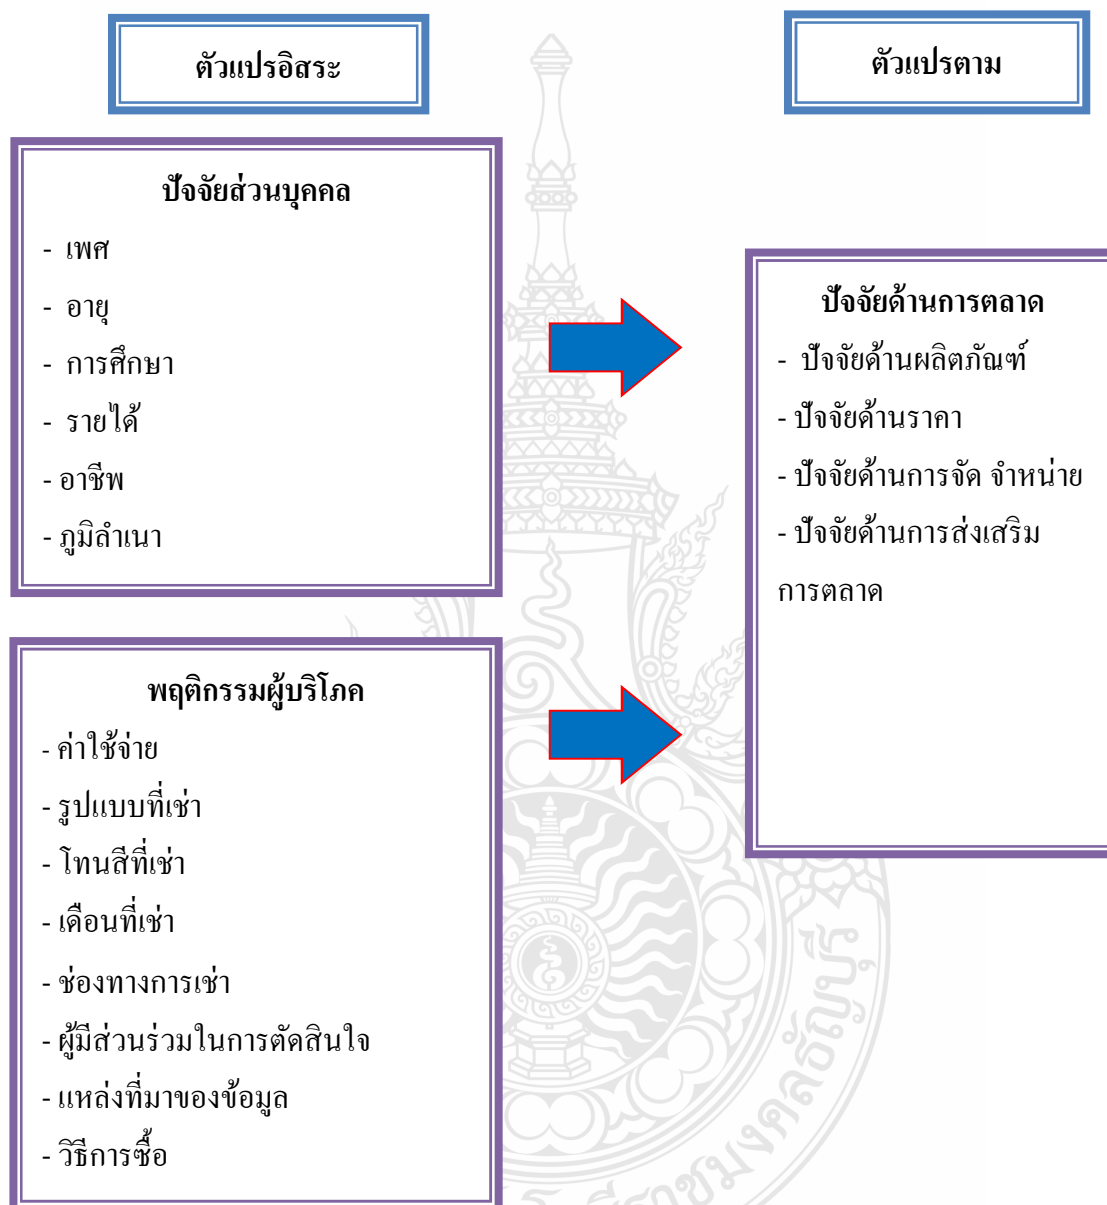 ตัวแปรอิสระ
ตัวแปรตาม
ปัจจัยส่วนบุคคล
- เพศ
- อายุ
- การศึกษา
- รายได้
- อาชีพ
- ภูมิลำเนา
พฤติกรรมผู้บริโภค
- ค่าใช้จ่าย
- รูปแบบที่เช่า
- โทนสีที่เช่า
- เดือนที่เช่า
- ช่องทางการเช่า
- ผู้มีส่วนร่วมในการตัดสินใจ
- แหล่งที่มาของข้อมูล
- วิธีการซื้อ
ปัจจัยด้านการตลาด
- ปัจจัยด้านผลิตภัณฑ์
- ปัจจัยด้านราคา
- ปัจจัยด้านการจัด จำหน่าย
- ปัจจัยด้านการส่งเสริม
การตลาด